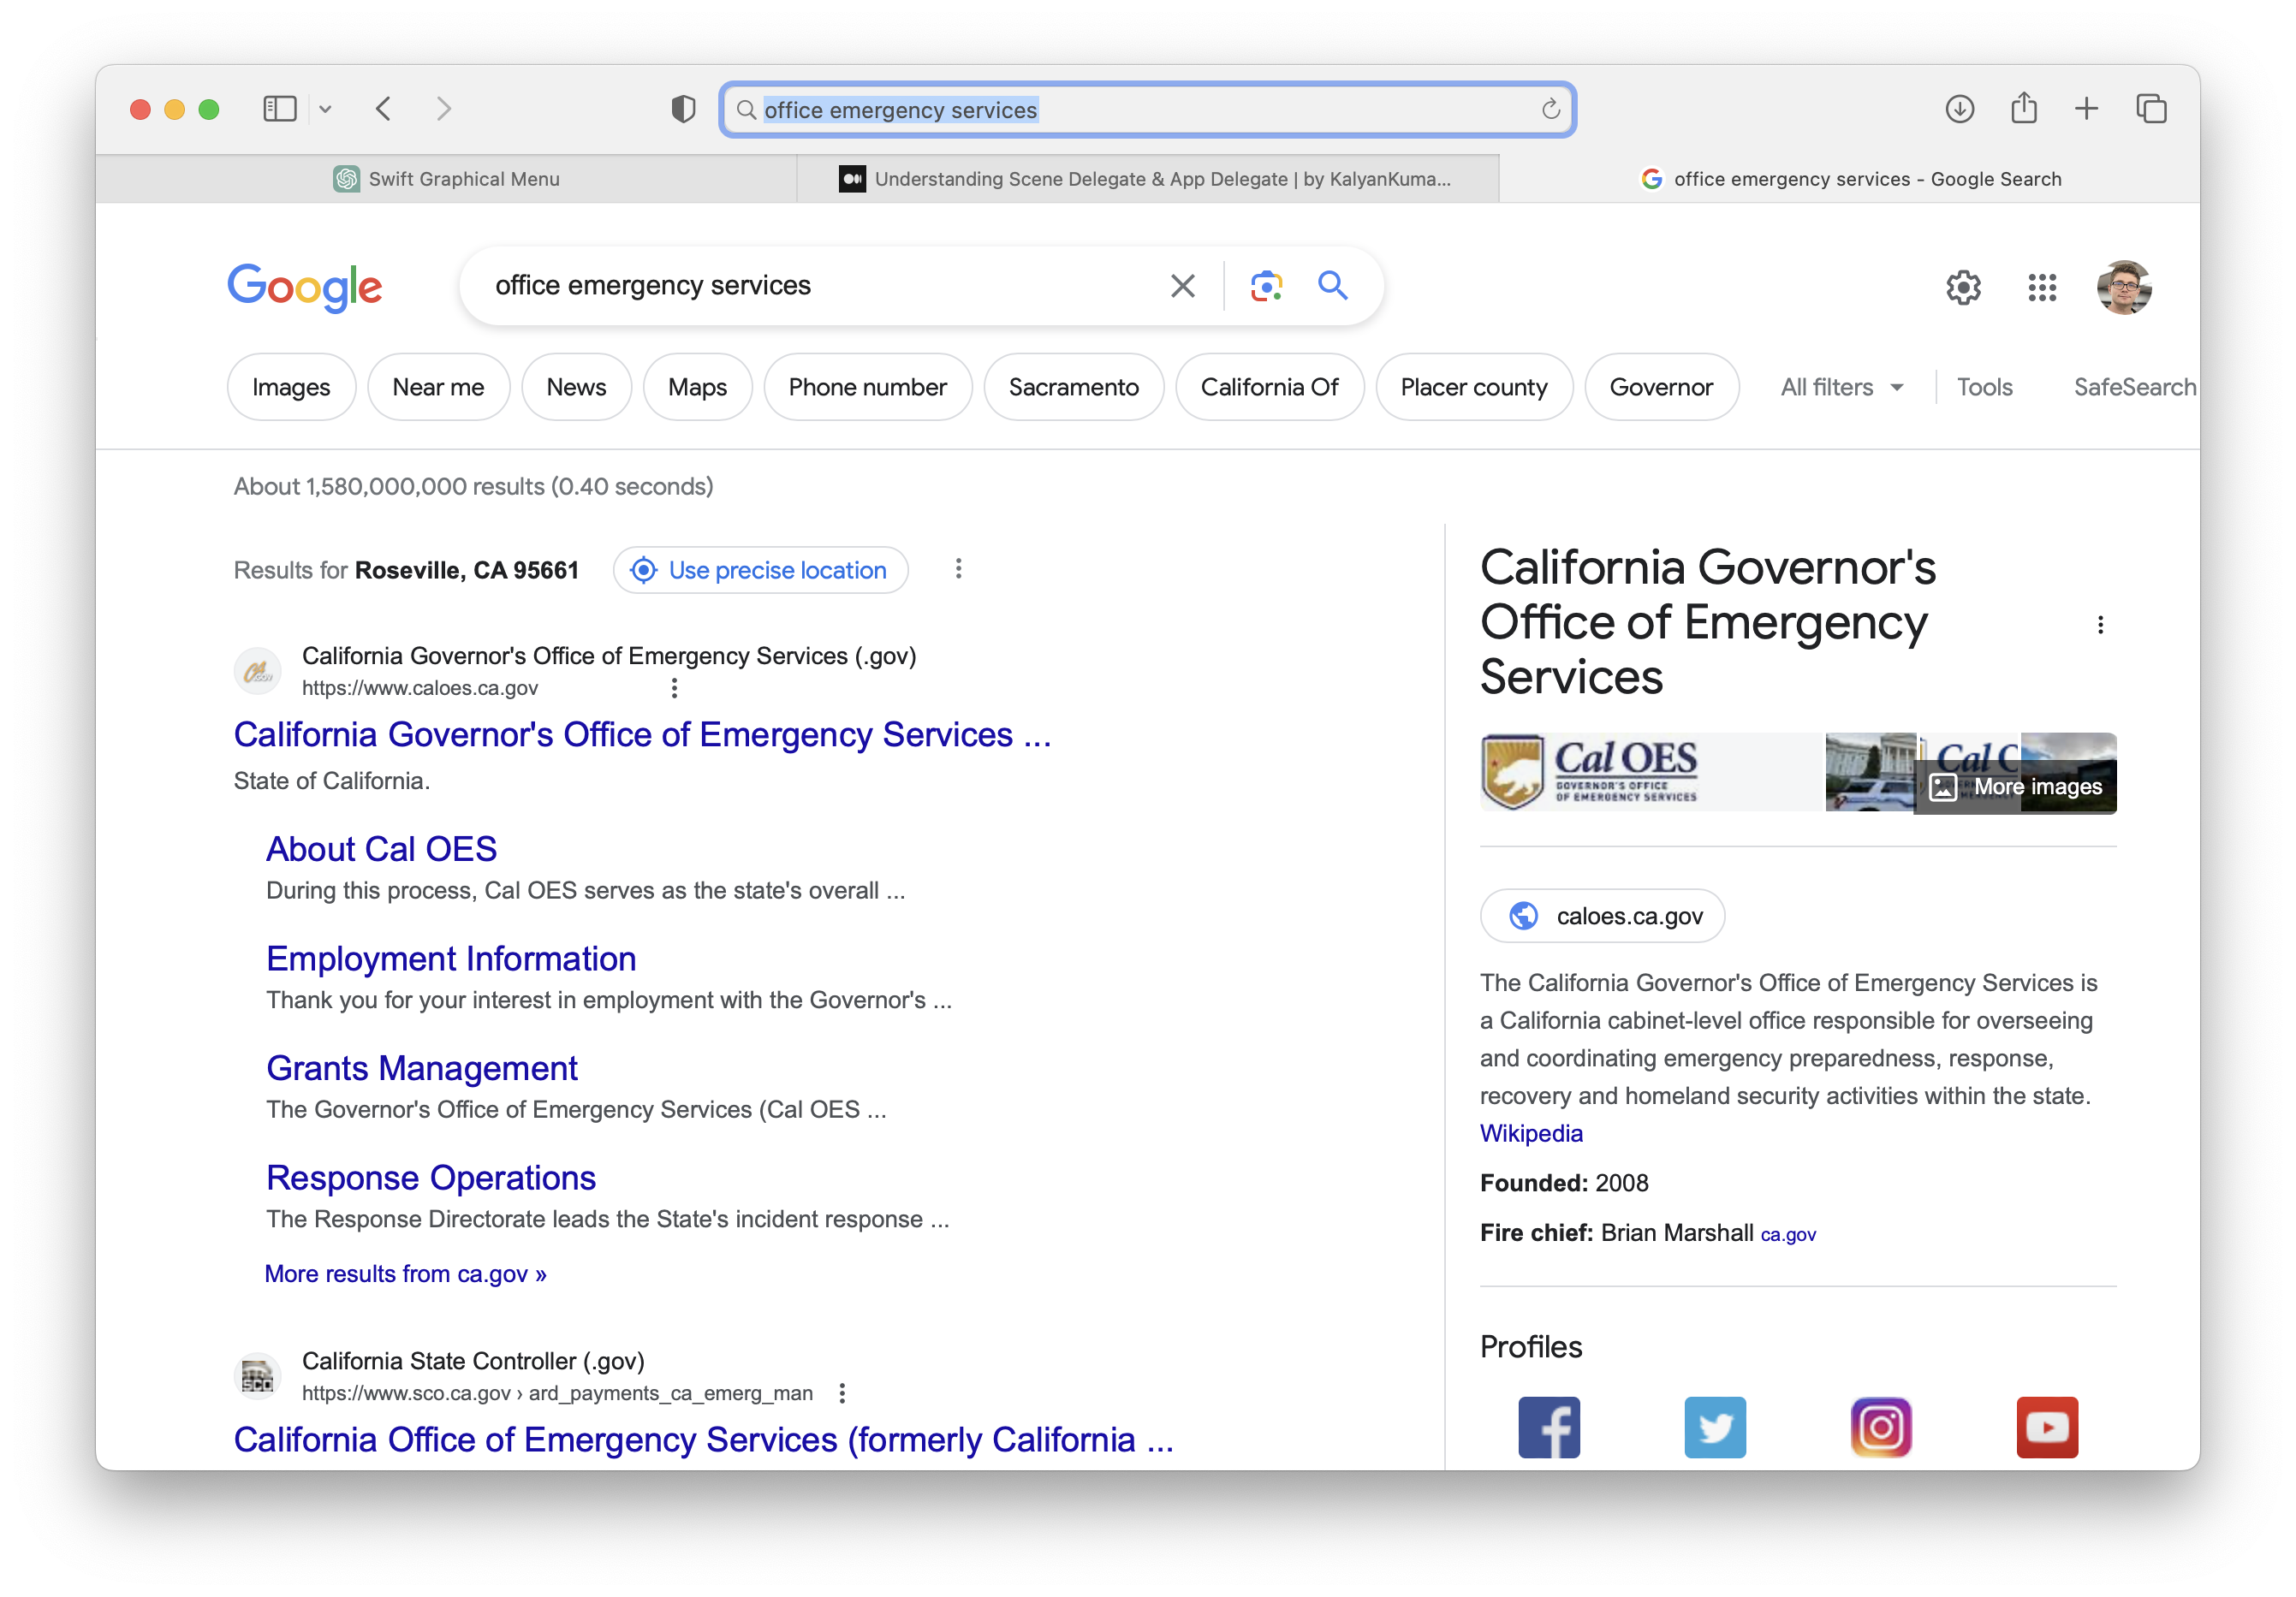 office emergency services
Swift Graphical Menu
Understanding Scene Delegate & App Delegate | by KalyanKuma...
office emergency services - Google Search
Google
office emergency services
Images
Near me
News
Maps
Phone number
Sacramento
California Of
Placer county
Governor
All filters
Tools
SafeSearch
About 1,580,000,000 results (0.40 seconds)
Results for Roseville, CA 95661
Use precise location
California Governor's Office of Emergency Services (.gov)
https://www.caloes.ca.gov
California Governor's Office of Emergency Services ...
State of California.
About Cal OES
During this process, Cal OES serves as the state's overall ...
Employment Information
Thank you for your interest in employment with the Governor's ...
Grants Management
The Governor's Office of Emergency Services (Cal OES ...
Response Operations
The Response Directorate leads the State's incident response ...
More results from ca.gov »
SCO
California State Controller (.gov)
https://www.sco.ca.gov › ard_payments_ca_emerg_man
California Office of Emergency Services (formerly California ...
California Governor's
Office of Emergency
Services
Cal OES
GOVERNOR'S OFFICE
OF EMERGENCY SERVICES
Cal O
More images
caloes.ca.gov
The California Governor's Office of Emergency Services is
a California cabinet-level office responsible for overseeing
and coordinating emergency preparedness, response,
recovery and homeland security activities within the state.
Wikipedia
Founded: 2008
Fire chief: Brian Marshall ca.gov
Profiles